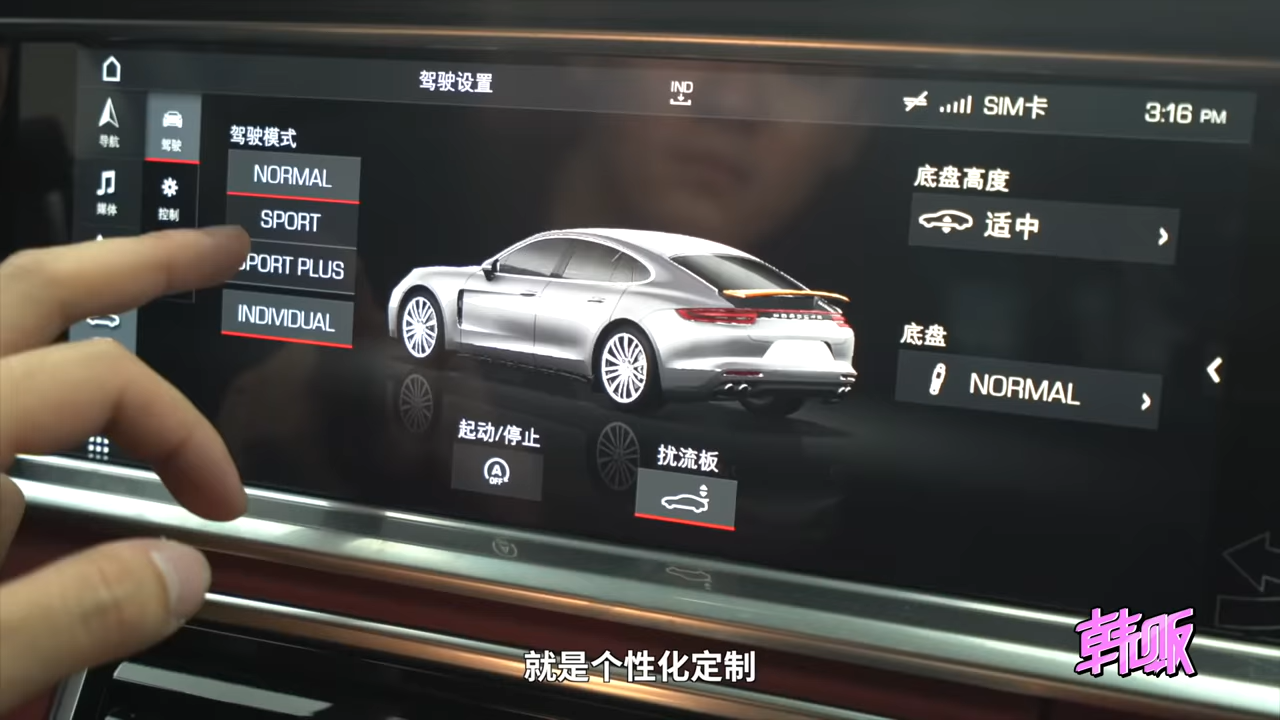 驾驶设置
IND
SIM卡
3:16 PM
导航
驾驶
媒体
控制
驾驶模式
NORMAL
SPORT
SPORT PLUS
INDIVIDUAL
底盘高度
适中
底盘
NORMAL
起动/停止
A
OFF
扰流板
就是个性化定制
韩贩